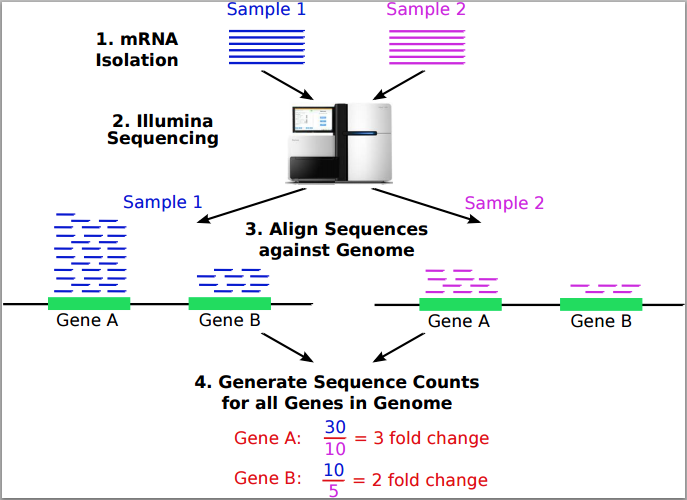 Sample 1
Sample 2
1. mRNA
Isolation
2. Illumina
Sequencing
Sample 1
Sample 2
3. Align Sequences
against Genome
Gene A
Gene B
Gene A
Gene B
4. Generate Sequence Counts
for all Genes in Genome
Gene A: 30/10 = 3 fold change
Gene B: 10/5 = 2 fold change